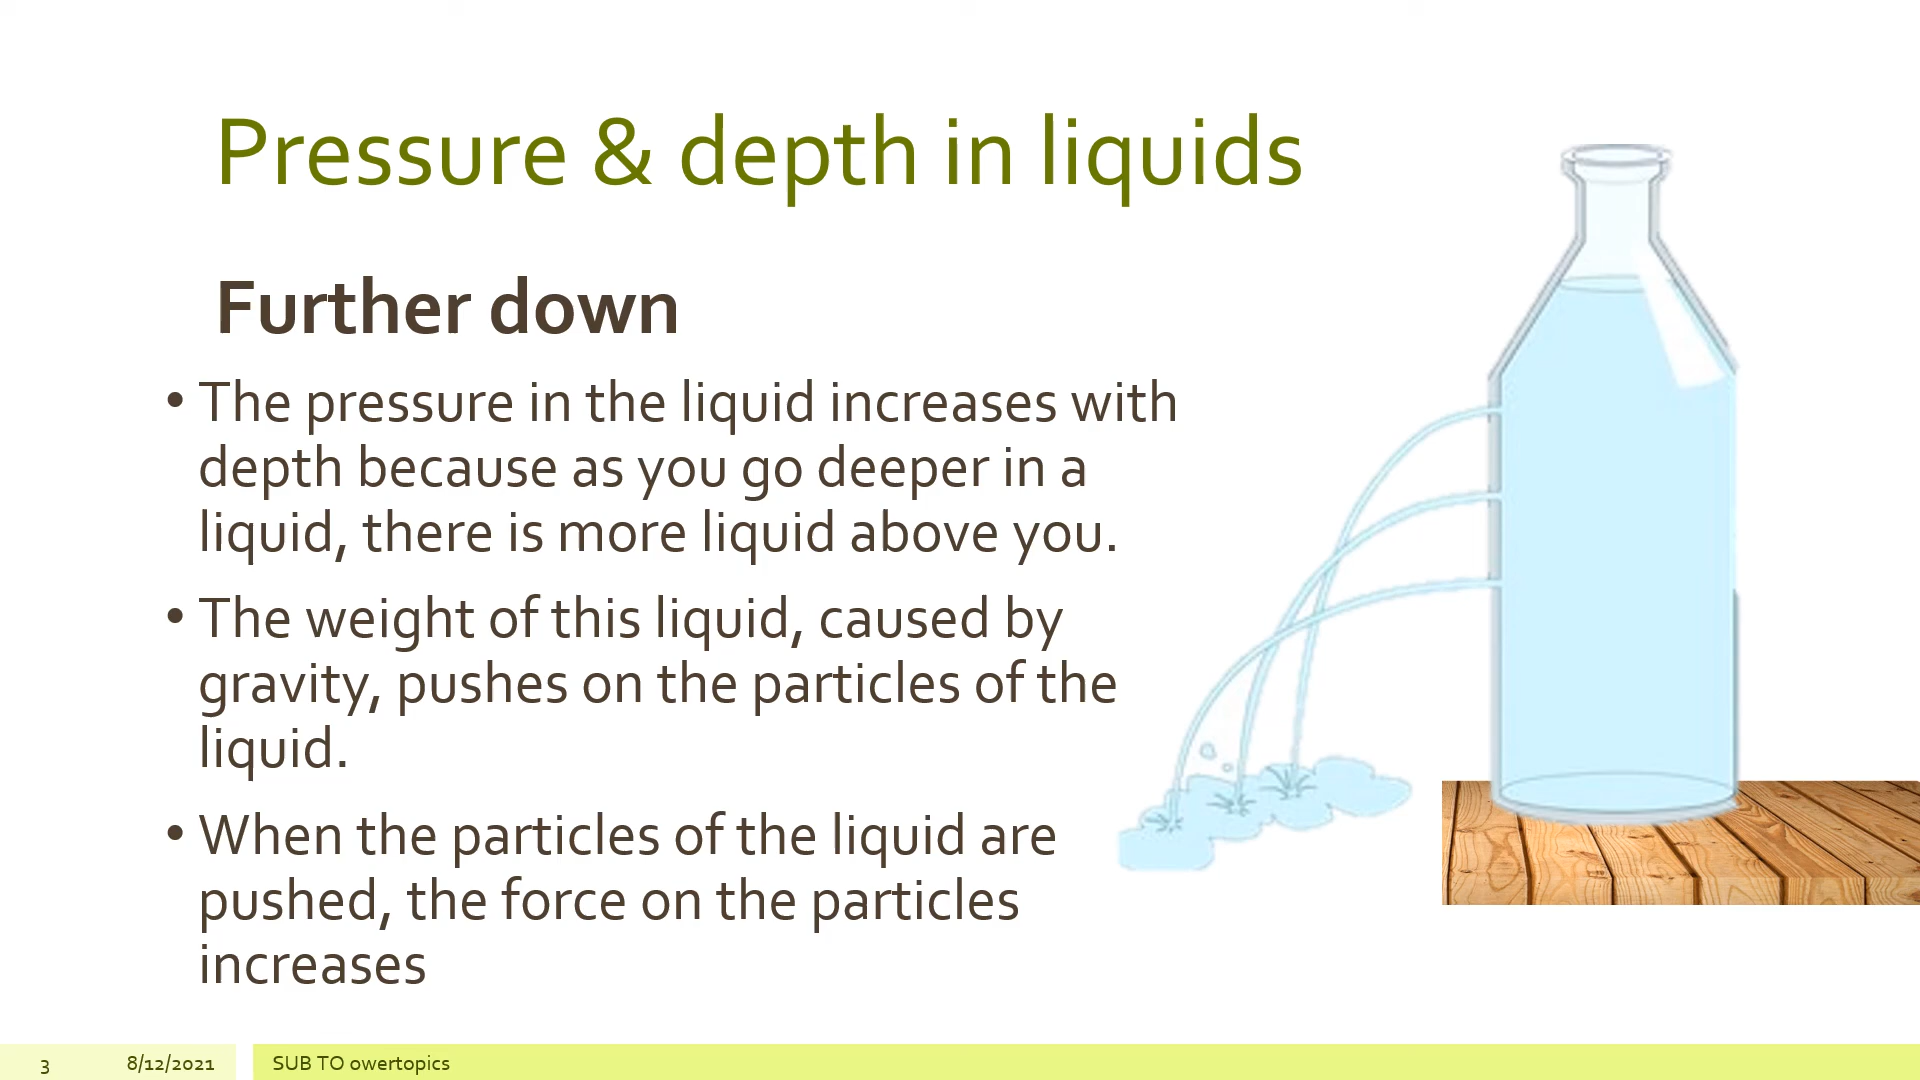 Pressure & depth in liquids
Further down
• The pressure in the liquid increases with
depth because as you go deeper in a
liquid, there is more liquid above you.
• The weight of this liquid, caused by
gravity, pushes on the particles of the
liquid.
• When the particles of the liquid are
pushed, the force on the particles
increases
3 8/12/2021 SUB TO owertopics